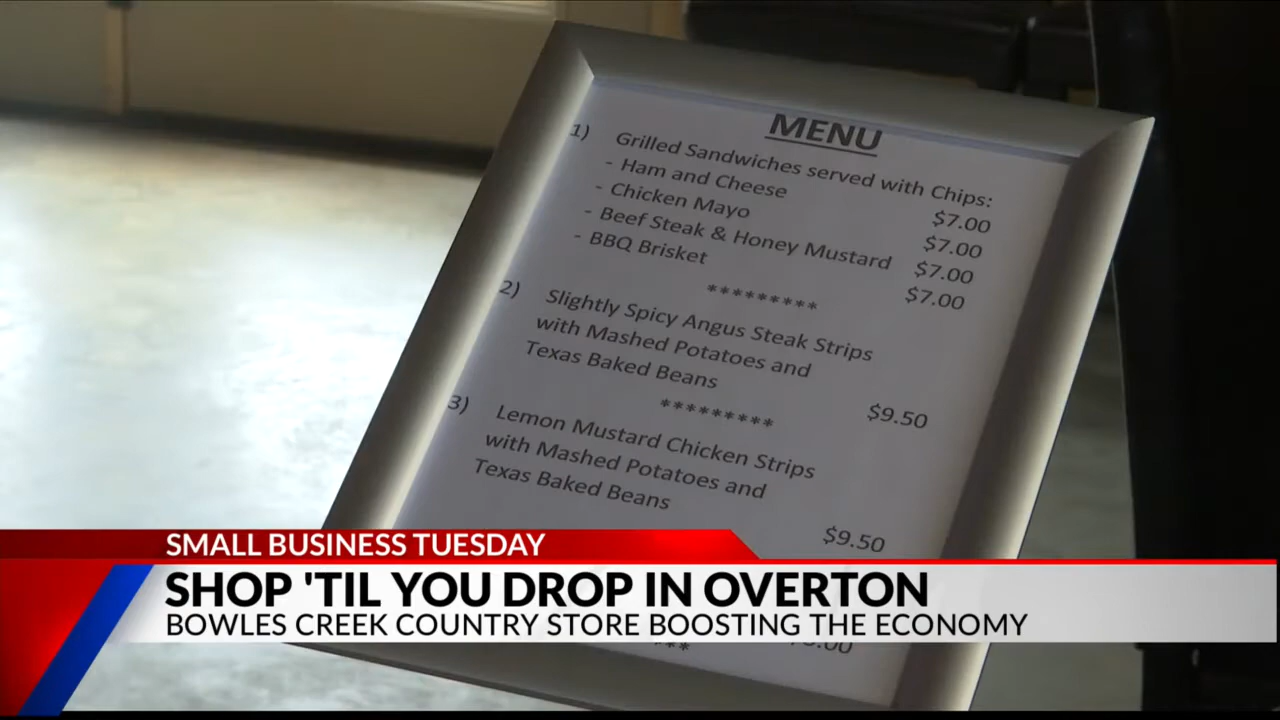 MENU
1) Grilled Sandwiches served with Chips:
- Ham and Cheese $7.00
- Chicken Mayo $7.00
- Beef Steak & Honey Mustard $7.00
- BBQ Brisket $7.00
*********
2) Slightly Spicy Angus Steak Strips
with Mashed Potatoes and
Texas Baked Beans $9.50
*********
3) Lemon Mustard Chicken Strips
with Mashed Potatoes and
Texas Baked Beans
$9.50
SMALL BUSINESS TUESDAY
SHOP 'TIL YOU DROP IN OVERTON
BOWLES CREEK COUNTRY STORE BOOSTING THE ECONOMY